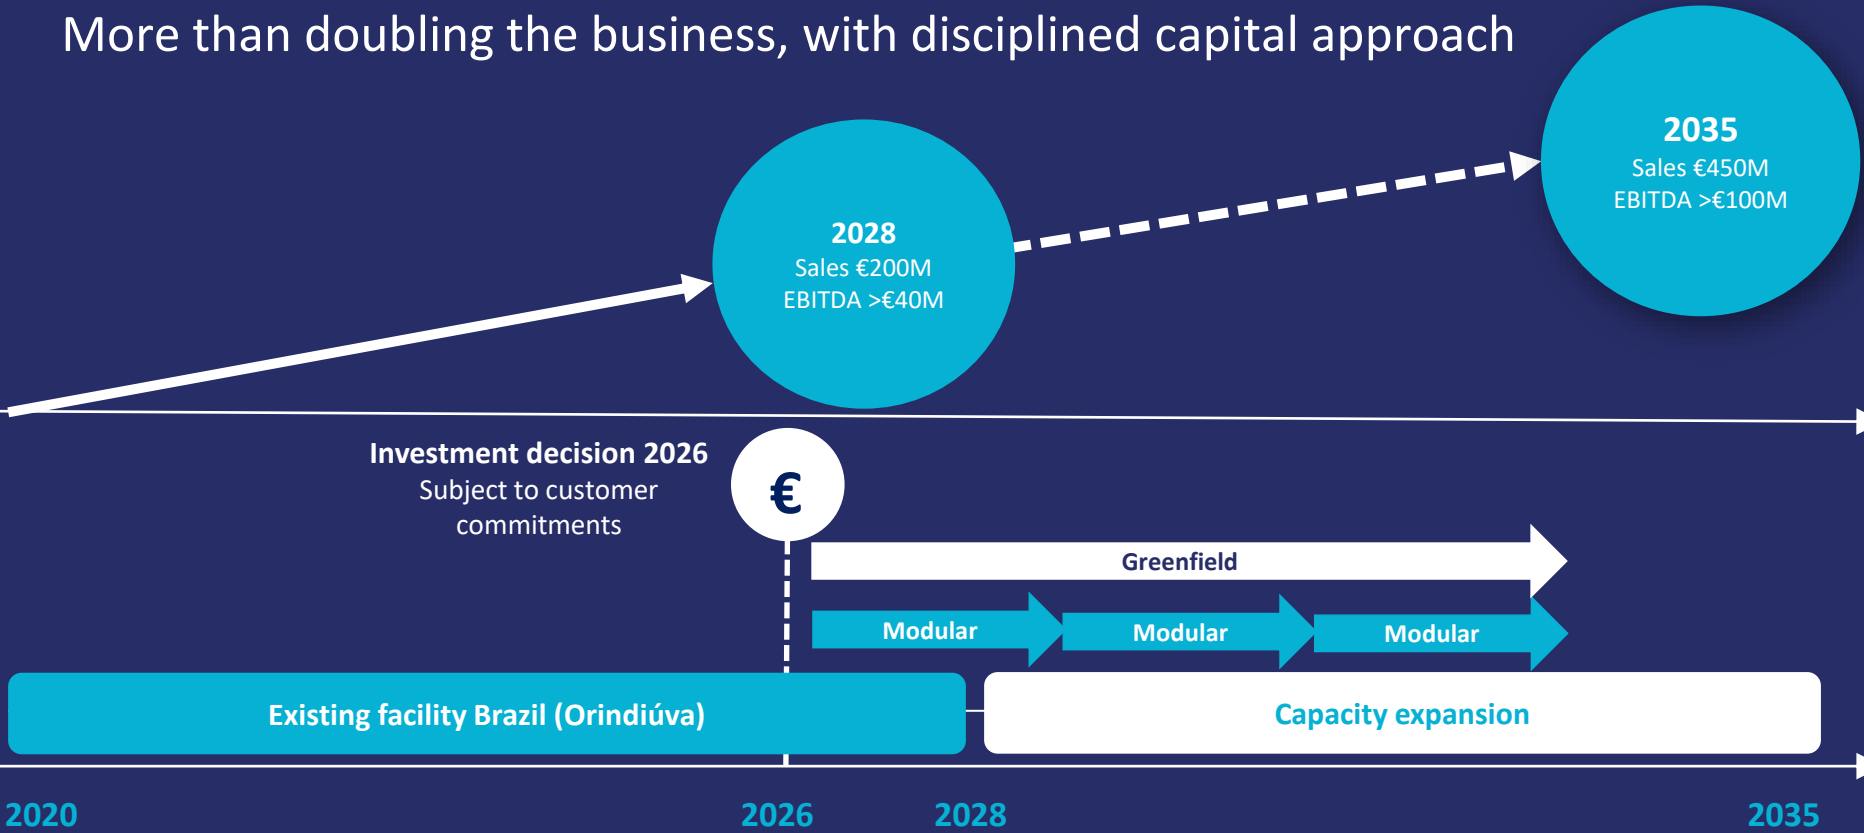 More than doubling the business, with disciplined capital approach
2035
Sales €450M
EBITDA >€100M
2028
Sales €200M
EBITDA >€40M
Investment decision 2026
Subject to customer
commitments
€
Greenfield
Modular
Modular
Modular
Existing facility Brazil (Orindiúva)
Capacity expansion
2020
2026
2028
2035